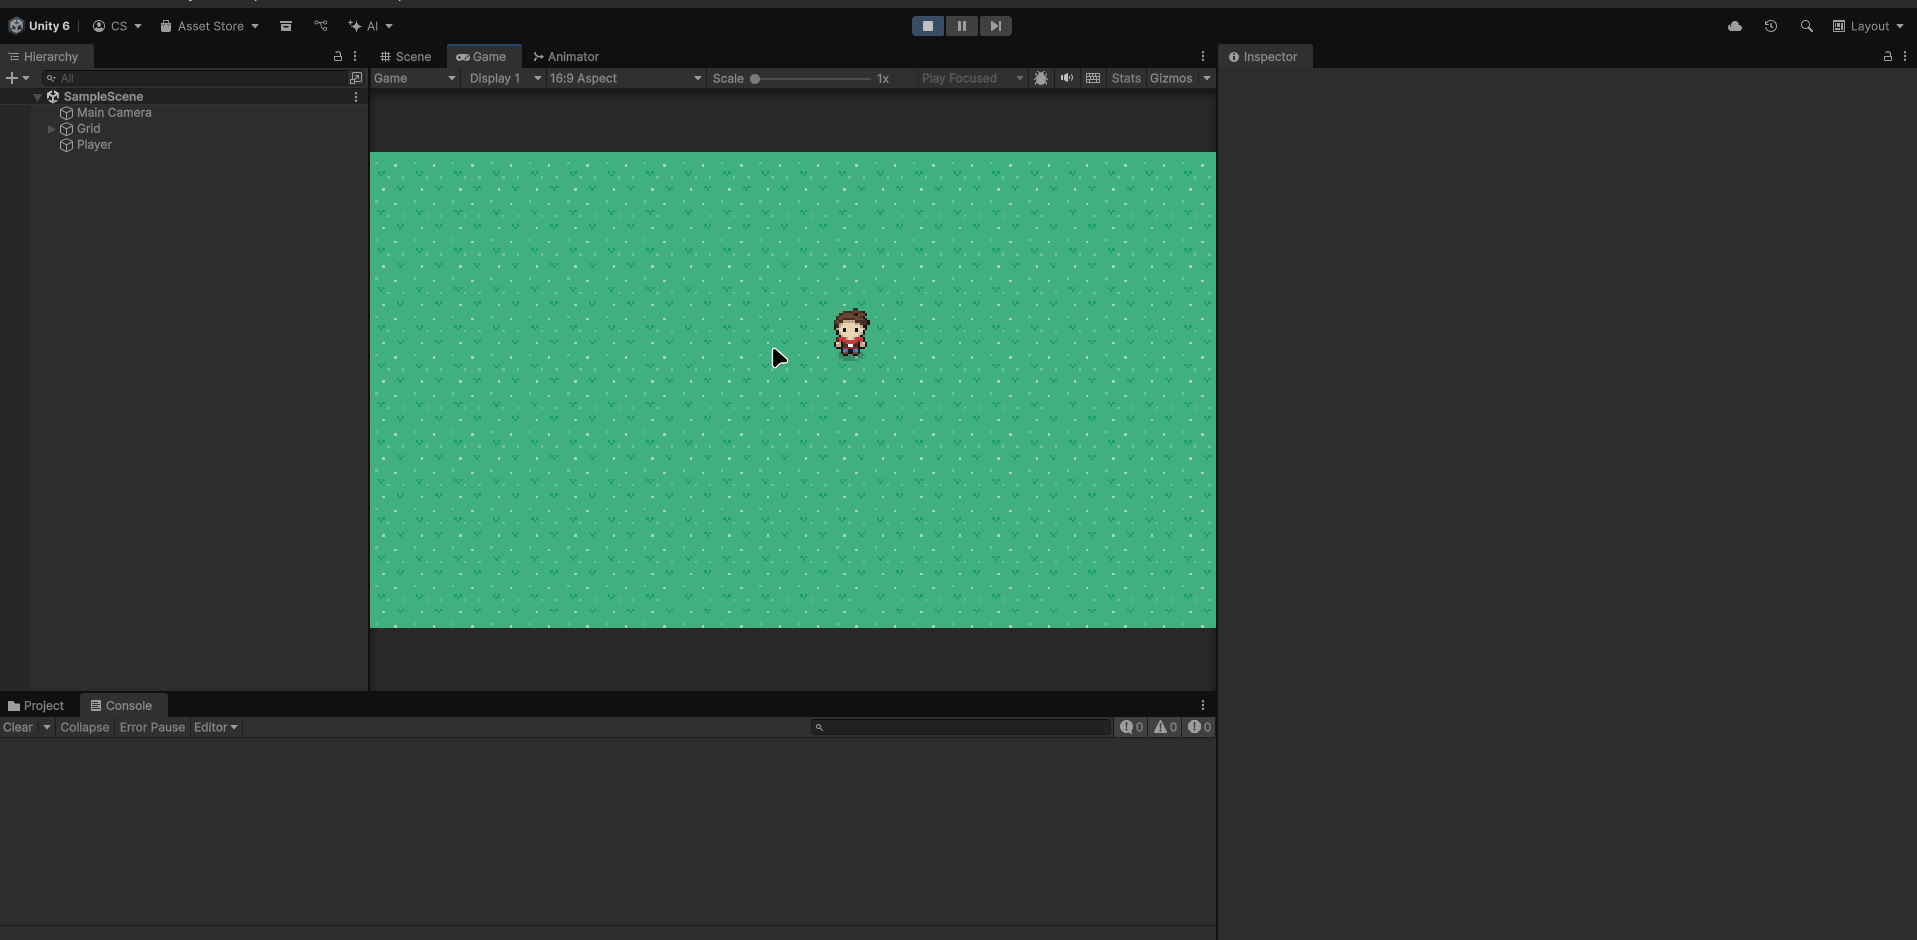 Unity 6 CS Asset Store AI Layout
Hierarchy
All
SampleScene
Main Camera
Grid
Player
Scene Game Animator
Game Display 1 16:9 Aspect Scale 1x Play Focused Stats Gizmos
Inspector
Project Console
Clear Collapse Error Pause Editor 0 0 0